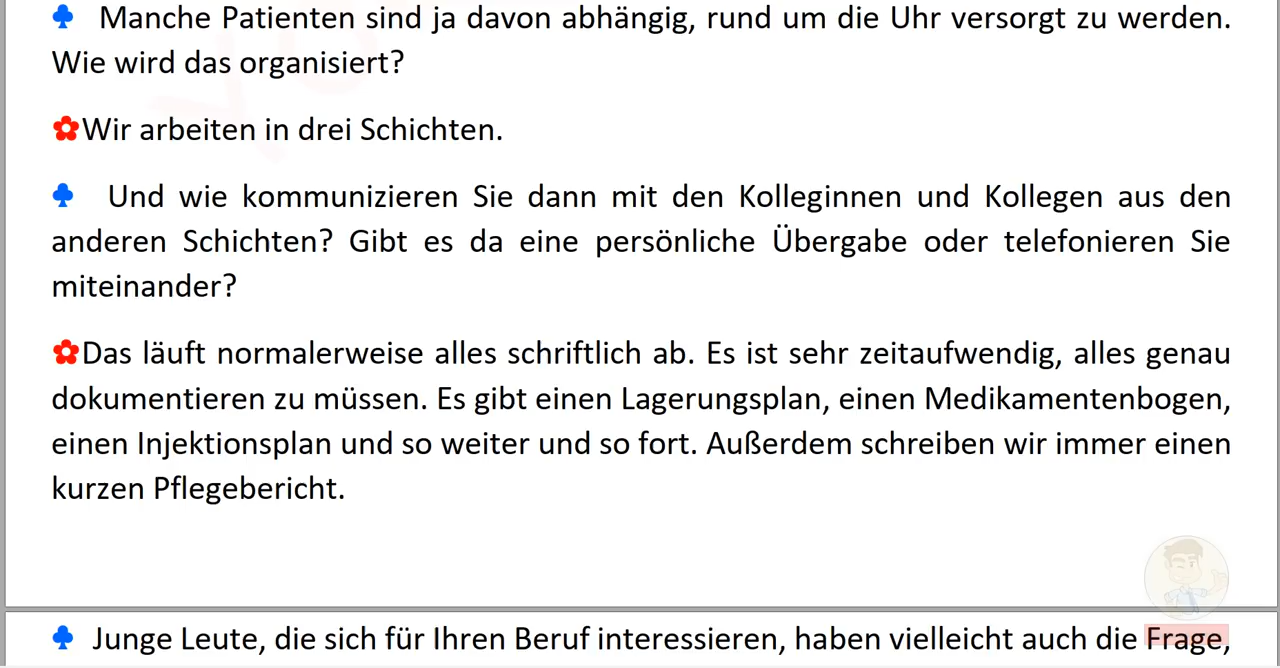 ♣ Manche Patienten sind ja davon abhängig, rund um die Uhr versorgt zu werden.
Wie wird das organisiert?
✿Wir arbeiten in drei Schichten.
♣ Und wie kommunizieren Sie dann mit den Kolleginnen und Kollegen aus den
anderen Schichten? Gibt es da eine persönliche Übergabe oder telefonieren Sie
miteinander?
✿Das läuft normalerweise alles schriftlich ab. Es ist sehr zeitaufwendig, alles genau
dokumentieren zu müssen. Es gibt einen Lagerungsplan, einen Medikamentenbogen,
einen Injektionsplan und so weiter und so fort. Außerdem schreiben wir immer einen
kurzen Pflegebericht.
♣ Junge Leute, die sich für Ihren Beruf interessieren, haben vielleicht auch die Frage,